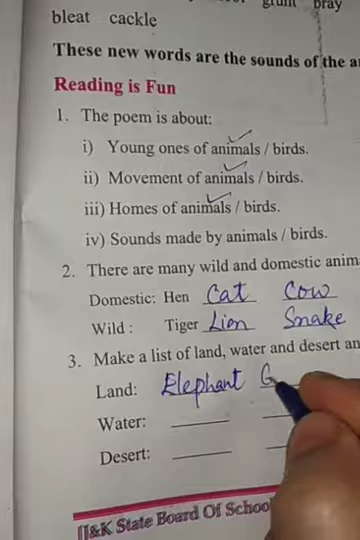 grunt bray
bleat cackle
These new words are the sounds of the
Reading is Fun
1. The poem is about:
i) Young ones of animals / birds.
ii) Movement of animals / birds.
iii) Homes of animals / birds.
iv) Sounds made by animals / birds.
2. There are many wild and domestic anim
Domestic: Hen Cat Cow
Wild : Tiger Lion Snake
3. Make a list of land, water and desert an
Land: Elephant G
Water:
Desert:
J&K State Board Of Schoo